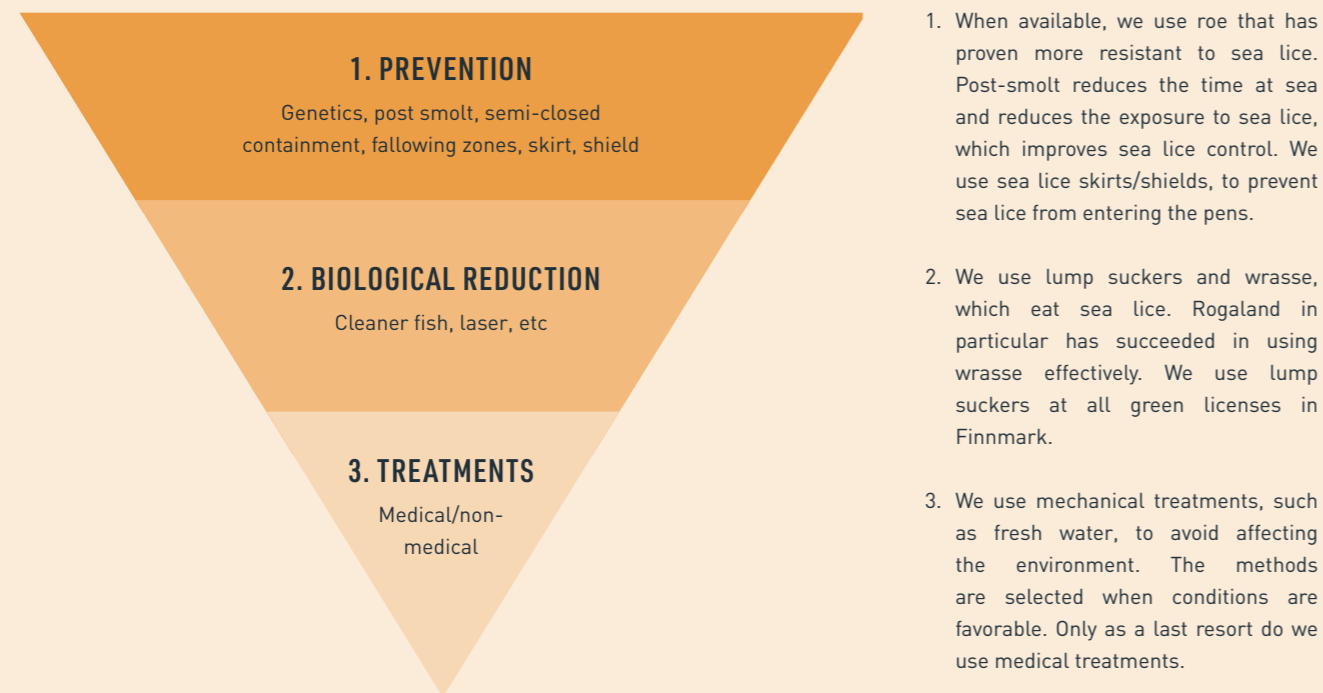 1. PREVENTION
Genetics, post smolt, semi-closed
containment, fallowing zones, skirt, shield
2. BIOLOGICAL REDUCTION
Cleaner fish, laser, etc
3. TREATMENTS
Medical/non-
medical
1. When available, we use roe that has
proven more resistant to sea lice.
Post-smolt reduces the time at sea
and reduces the exposure to sea lice,
which improves sea lice control. We
use sea lice skirts/shields, to prevent
sea lice from entering the pens.
2. We use lump suckers and wrasse,
which eat sea lice. Rogaland in
particular has succeeded in using
wrasse effectively. We use lump
suckers at all green licenses in
Finnmark.
3. We use mechanical treatments, such
as fresh water, to avoid affecting
the environment. The methods
are selected when conditions are
favorable. Only as a last resort do we
use medical treatments.